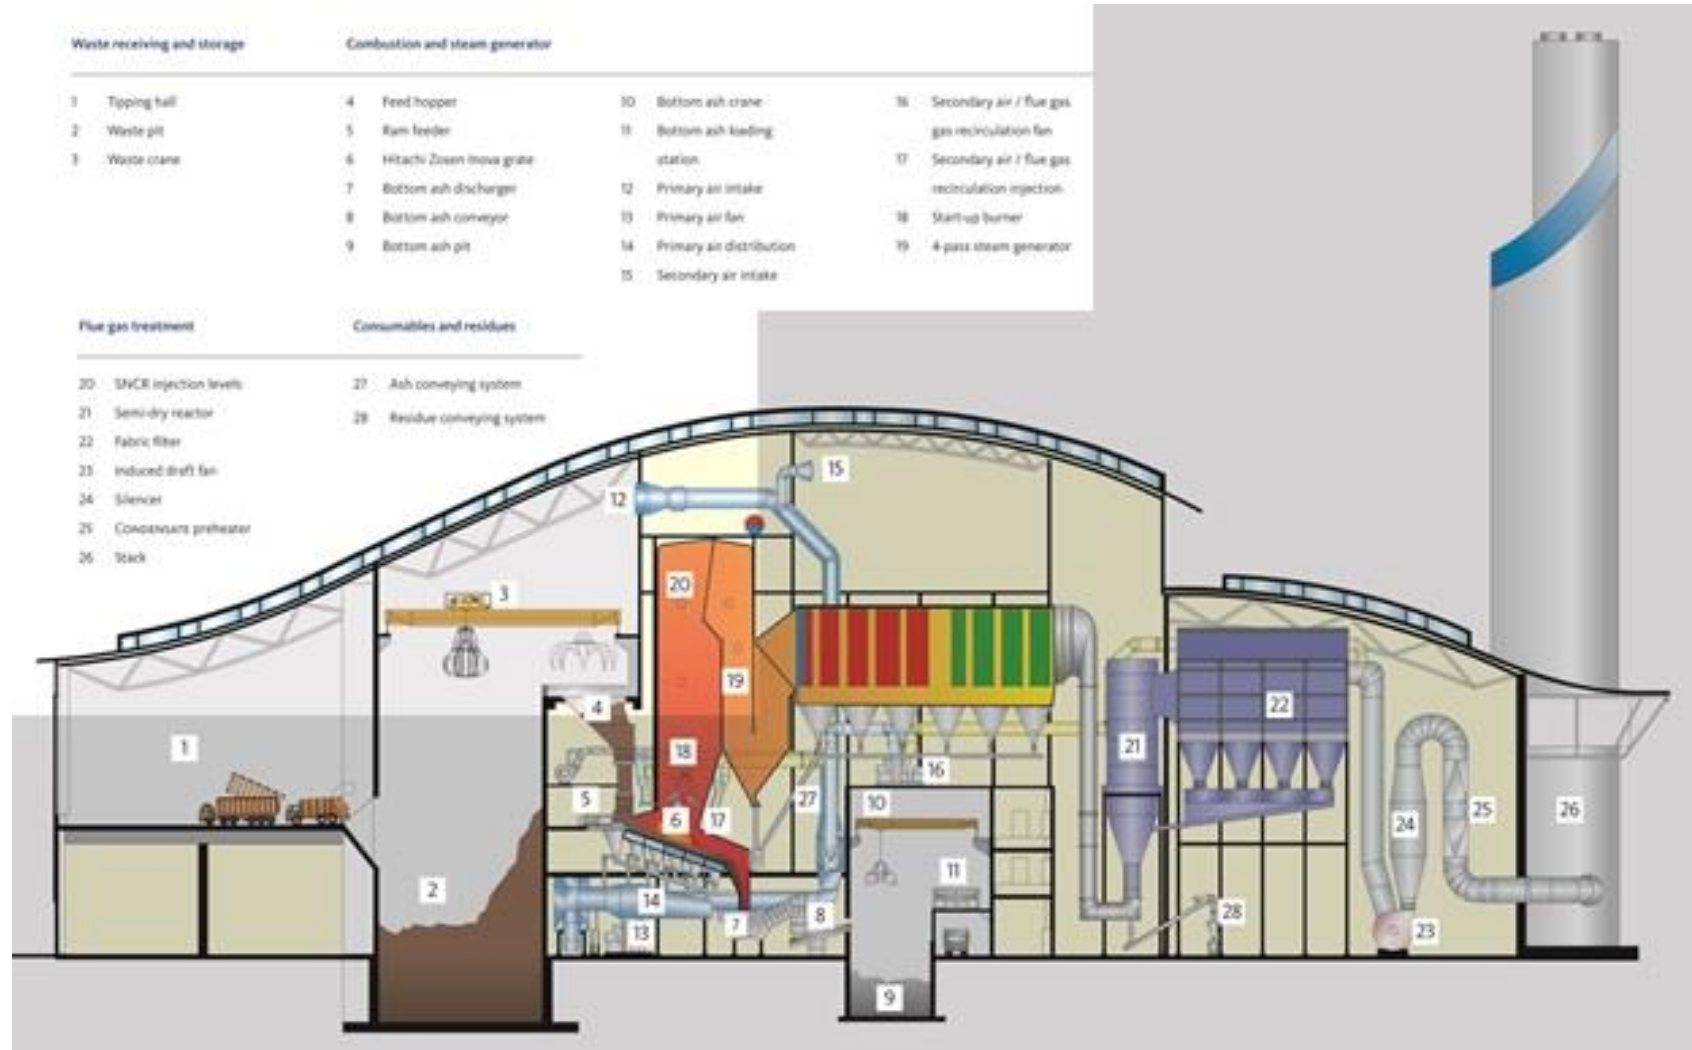 Waste receiving and storage
Combustion and steam generator
1 Tipping hall
2 Waste pit
3 Waste crane
4 Feed hopper
5 Ram feeder
6 Hitachi Zosen Inova grate
7 Bottom ash discharger
8 Bottom ash conveyor
9 Bottom ash pit
10 Bottom ash crane
11 Bottom ash loading
station
12 Primary air intake
13 Primary air fan
14 Primary air distribution
15 Secondary air intake
16 Secondary air / flue gas
gas recirculation fan
17 Secondary air / flue gas
recirculation injection
18 Start-up burner
19 4-pass steam generator
Flue gas treatment
Consumables and residues
20 SNCR injection levels
21 Semi-dry reactor
22 Fabric filter
23 Induced draft fan
24 Silencer
25 Condensate preheater
26 Stack
27 Ash conveying system
28 Residue conveying system
15
12
20
3
19
4
22
18
21
1
16
5
27
10
6
17
24
25
26
11
2
14
7
8
28
13
23
9